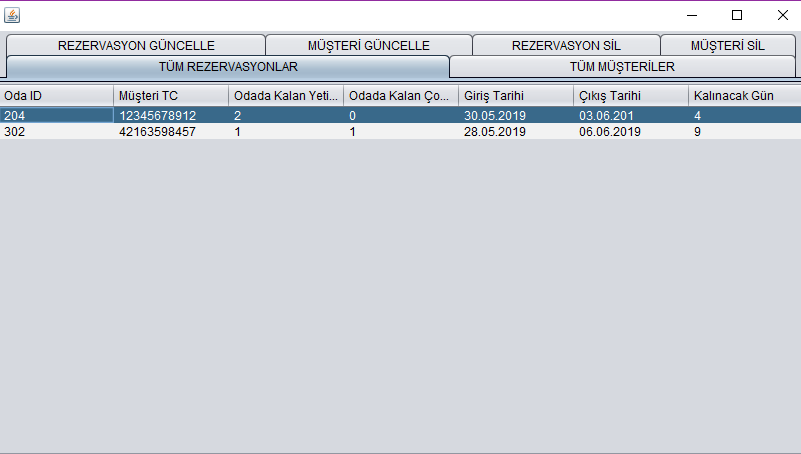 REZERVASYON GÜNCELLE MÜŞTERİ GÜNCELLE REZERVASYON SİL MÜŞTERİ SİL
TÜM REZERVASYONLAR TÜM MÜŞTERİLER
Oda ID Müşteri TC Odada Kalan Yeti... Odada Kalan Ço... Giriş Tarihi Çıkış Tarihi Kalınacak Gün
204 12345678912 2 0 30.05.2019 03.06.201 4
302 42163598457 1 1 28.05.2019 06.06.2019 9